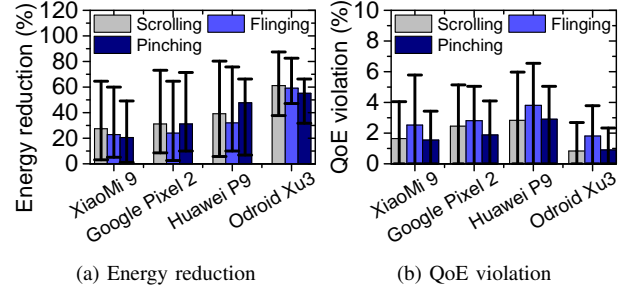 Energy reduction (%)
120
100
80
60
40
20
0
Scrolling
Flinging
Pinching
XiaoMi 9
Google Pixel 2
Huawei P9
Odroid Xu3
(a) Energy reduction
QoE violation (%)
10
8
6
4
2
0
Scrolling
Flinging
Pinching
XiaoMi 9
Google Pixel 2
Huawei P9
Odroid Xu3
(b) QoE violation